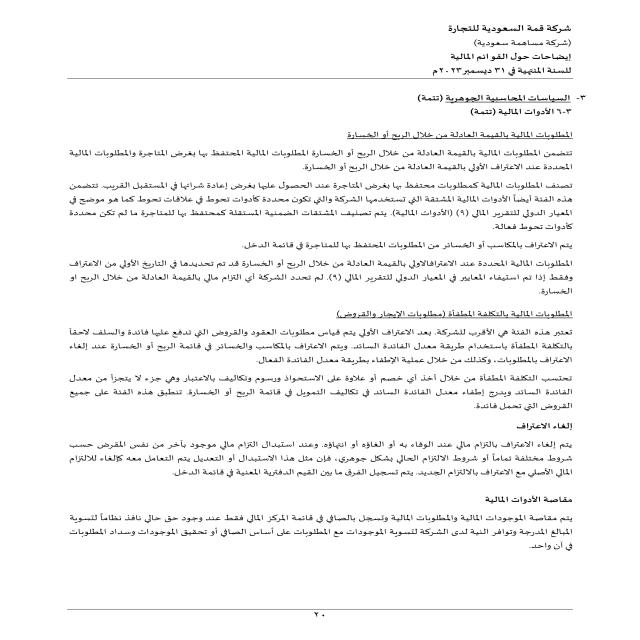 شركة قمة السعودية للتجارة
(شركة مساهمة سعودية)
إيضاحات حول القوائم المالية
للسنة المنتهية في ٣١ ديسمبر ٢٠٢٣م
٣- السياسات المحاسبية الجوهرية (تتمة)
٦-٣ الأدوات المالية (تتمة)
المطلوبات المالية بالقيمة العادلة من خلال الربح أو الخسارة
تتضمن المطلوبات المالية بالقيمة العادلة من خلال الربح أو الخسارة المطلوبات المالية المحتفظ بها بغرض المتاجرة والمطلوبات المالية
المحددة عند الاعتراف الأولي بالقيمة العادلة من خلال الربح أو الخسارة.
تصنف المطلوبات المالية كمطلوبات محتفظ بها بغرض المتاجرة عند الحصول عليها بغرض إعادة شرائها في المستقبل القريب. تتضمن
هذه الفئة أيضاً الأدوات المالية المشتقة التي تستخدمها الشركة والتي تكون محددة كأدوات تحوط في علاقات تحوط كما هو موضح في
المعيار الدولي للتقرير المالي (٩) (الأدوات المالية). يتم تصنيف المشتقات الضمنية المستقلة كمحتفظ بها للمتاجرة ما لم تكن محددة
كأدوات تحوط فعالة.
يتم الاعتراف بالمكاسب أو الخسائر من المطلوبات المحتفظ بها للمتاجرة في قائمة الدخل.
المطلوبات المالية المحددة عند الاعترافالاولي بالقيمة العادلة من خلال الربح أو الخسارة قد تم تحديدها في التاريخ الأولي من الاعتراف
وفقط إذا تم استيفاء المعايير في المعيار الدولي للتقرير المالي (٩). لم تحدد الشركة أي التزام مالي بالقيمة العادلة من خلال الربح او
الخسارة.
المطلوبات المالية بالتكلفة المطفأة (مطلوبات الإيجار والقروض)
تعتبر هذه الفئة هي الأقرب للشركة. بعد الاعتراف الأولي يتم قياس مطلوبات العقود والقروض التي تدفع عليها فائدة والسلف لاحقاً
بالتكلفة المطفأة باستخدام طريقة معدل الفائدة السائد. ويتم الاعتراف بالمكاسب والخسائر في قائمة الربح أو الخسارة عند إلغاء
الاعتراف بالمطلوبات، وكذلك من خلال عملية الإطفاء بطريقة معدل الفائدة الفعال.
تحتسب التكلفة المطفأة من خلال أخذ أي خصم أو علاوة على الاستحواذ ورسوم وتكاليف بالاعتبار وهي جزء لا يتجزأ من معدل
الفائدة السائد ويدرج إطفاء معدل الفائدة السائد في تكاليف التمويل في قائمة الربح أو الخسارة. تنطبق هذه الفئة على جميع
القروض التي تحمل فائدة.
إلغاء الاعتراف
يتم إلغاء الاعتراف بالتزام مالي عند الوفاء به أو الغاؤه أو انتهاؤه. وعند استبدال التزام مالي موجود بآخر من نفس المقرض حسب
شروط مختلفة تماماً أو شروط الالتزام الحالي بشكل جوهري، فإن مثل هذا الاستبدال أو التعديل يتم التعامل معه كإلغاء للالتزام
المالي الأصلي مع الاعتراف بالالتزام الجديد. يتم تسجيل الفرق ما بين القيم الدفترية المعنية في قائمة الدخل.
مقاصة الأدوات المالية
يتم مقاصة الموجودات المالية والمطلوبات المالية وتسجل بالصافي في قائمة المركز المالي فقط عند وجود حق حالي نافذ نظاماً لتسوية
المبالغ المدرجة وتوافر النية لدى الشركة لتسوية الموجودات مع المطلوبات على أساس الصافي أو تحقيق الموجودات وسداد المطلوبات
في آن واحد.
٢٠